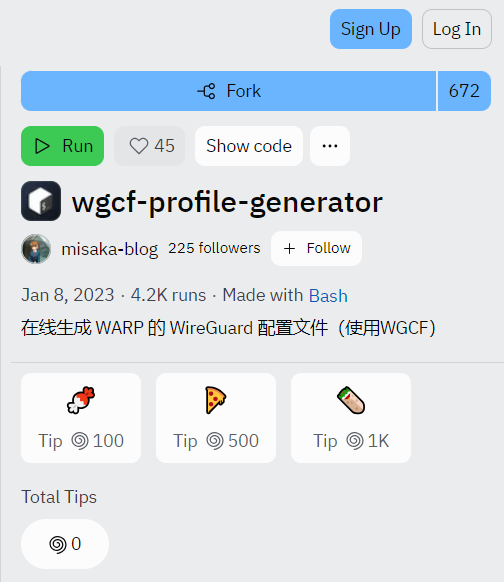 Sign Up Log In
Fork 672
Run 45 Show code ...
wgcf-profile-generator
misaka-blog 225 followers + Follow
Jan 8, 2023 · 4.2K runs · Made with Bash
在线生成 WARP 的 WireGuard 配置文件（使用WGCF）
Tip 100 Tip 500 Tip 1K
Total Tips
0